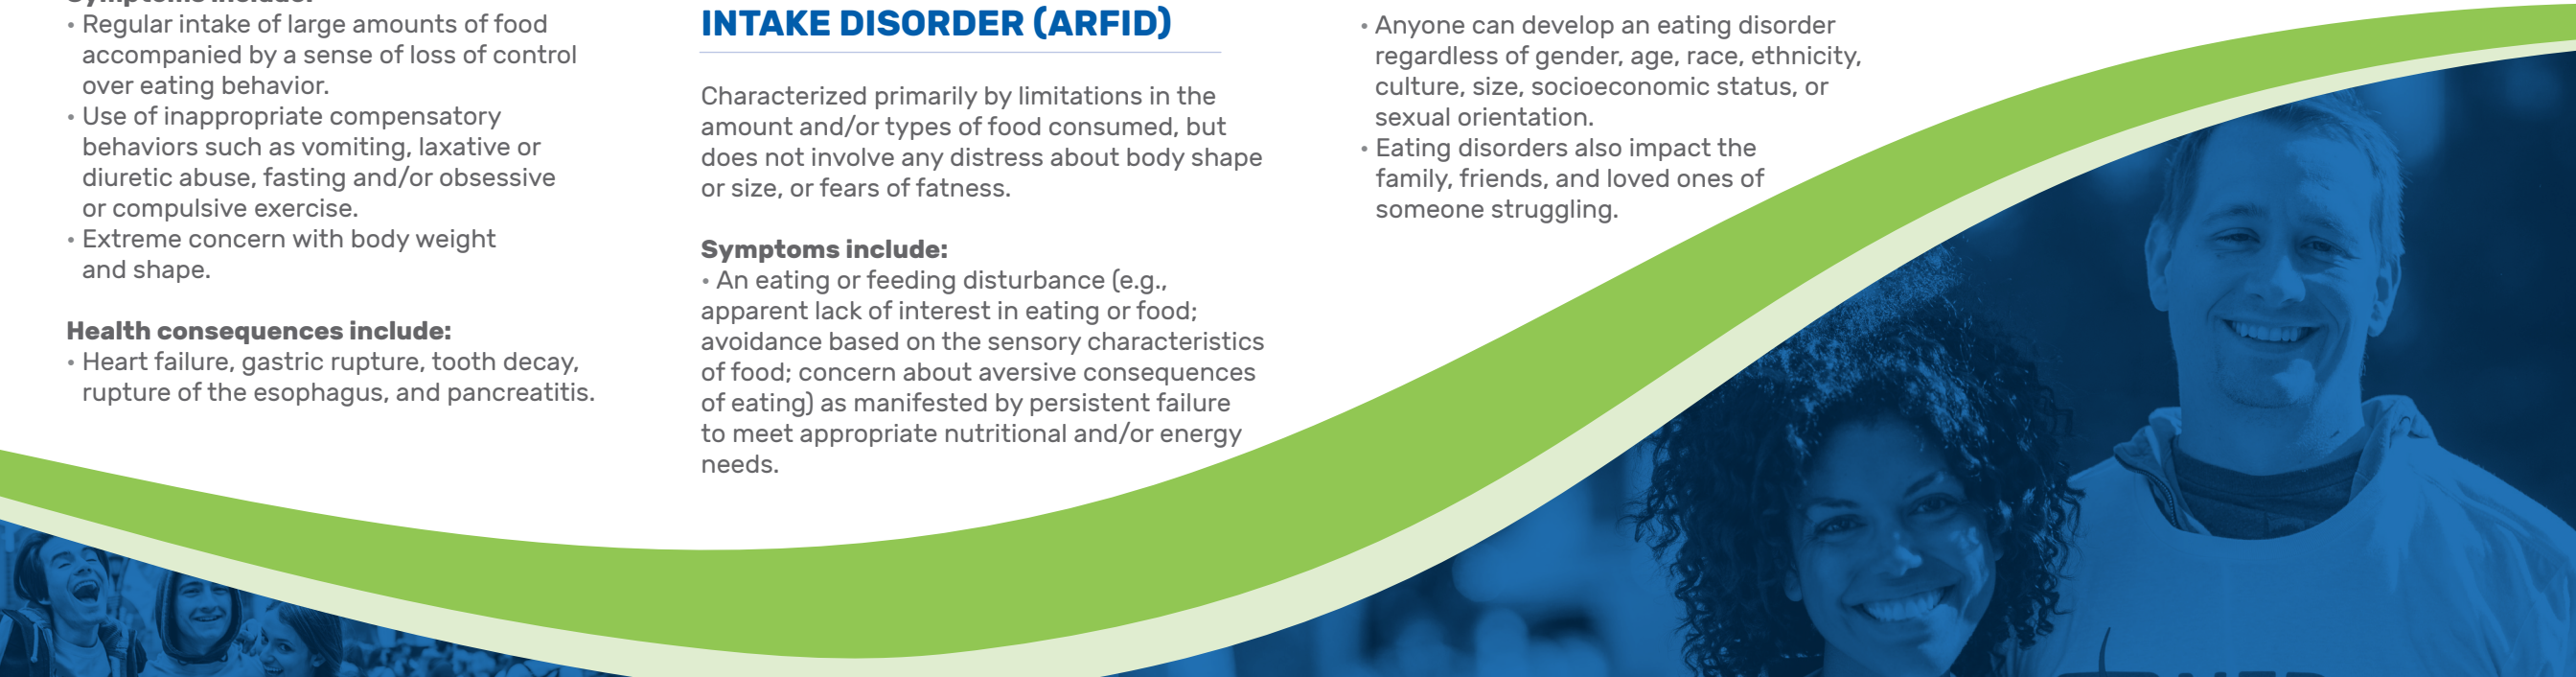 Symptoms include:
• Regular intake of large amounts of food
accompanied by a sense of loss of control
over eating behavior.
• Use of inappropriate compensatory
behaviors such as vomiting, laxative or
diuretic abuse, fasting and/or obsessive
or compulsive exercise.
• Extreme concern with body weight
and shape.
Health consequences include:
• Heart failure, gastric rupture, tooth decay,
rupture of the esophagus, and pancreatitis.
INTAKE DISORDER (ARFID)
Characterized primarily by limitations in the
amount and/or types of food consumed, but
does not involve any distress about body shape
or size, or fears of fatness.
Symptoms include:
• An eating or feeding disturbance (e.g.,
apparent lack of interest in eating or food;
avoidance based on the sensory characteristics
of food; concern about aversive consequences
of eating) as manifested by persistent failure
to meet appropriate nutritional and/or energy
needs.
• Anyone can develop an eating disorder
regardless of gender, age, race, ethnicity,
culture, size, socioeconomic status, or
sexual orientation.
• Eating disorders also impact the
family, friends, and loved ones of
someone struggling.